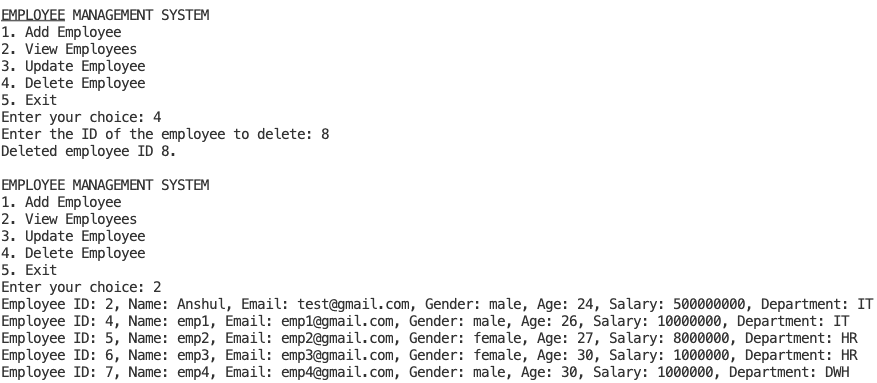 EMPLOYEE MANAGEMENT SYSTEM
1. Add Employee
2. View Employees
3. Update Employee
4. Delete Employee
5. Exit
Enter your choice: 4
Enter the ID of the employee to delete: 8
Deleted employee ID 8.
EMPLOYEE MANAGEMENT SYSTEM
1. Add Employee
2. View Employees
3. Update Employee
4. Delete Employee
5. Exit
Enter your choice: 2
Employee ID: 2, Name: Anshul, Email: test@gmail.com, Gender: male, Age: 24, Salary: 500000000, Department: IT
Employee ID: 4, Name: emp1, Email: emp1@gmail.com, Gender: male, Age: 26, Salary: 10000000, Department: IT
Employee ID: 5, Name: emp2, Email: emp2@gmail.com, Gender: female, Age: 27, Salary: 8000000, Department: HR
Employee ID: 6, Name: emp3, Email: emp3@gmail.com, Gender: female, Age: 30, Salary: 1000000, Department: HR
Employee ID: 7, Name: emp4, Email: emp4@gmail.com, Gender: male, Age: 30, Salary: 1000000, Department: DWH